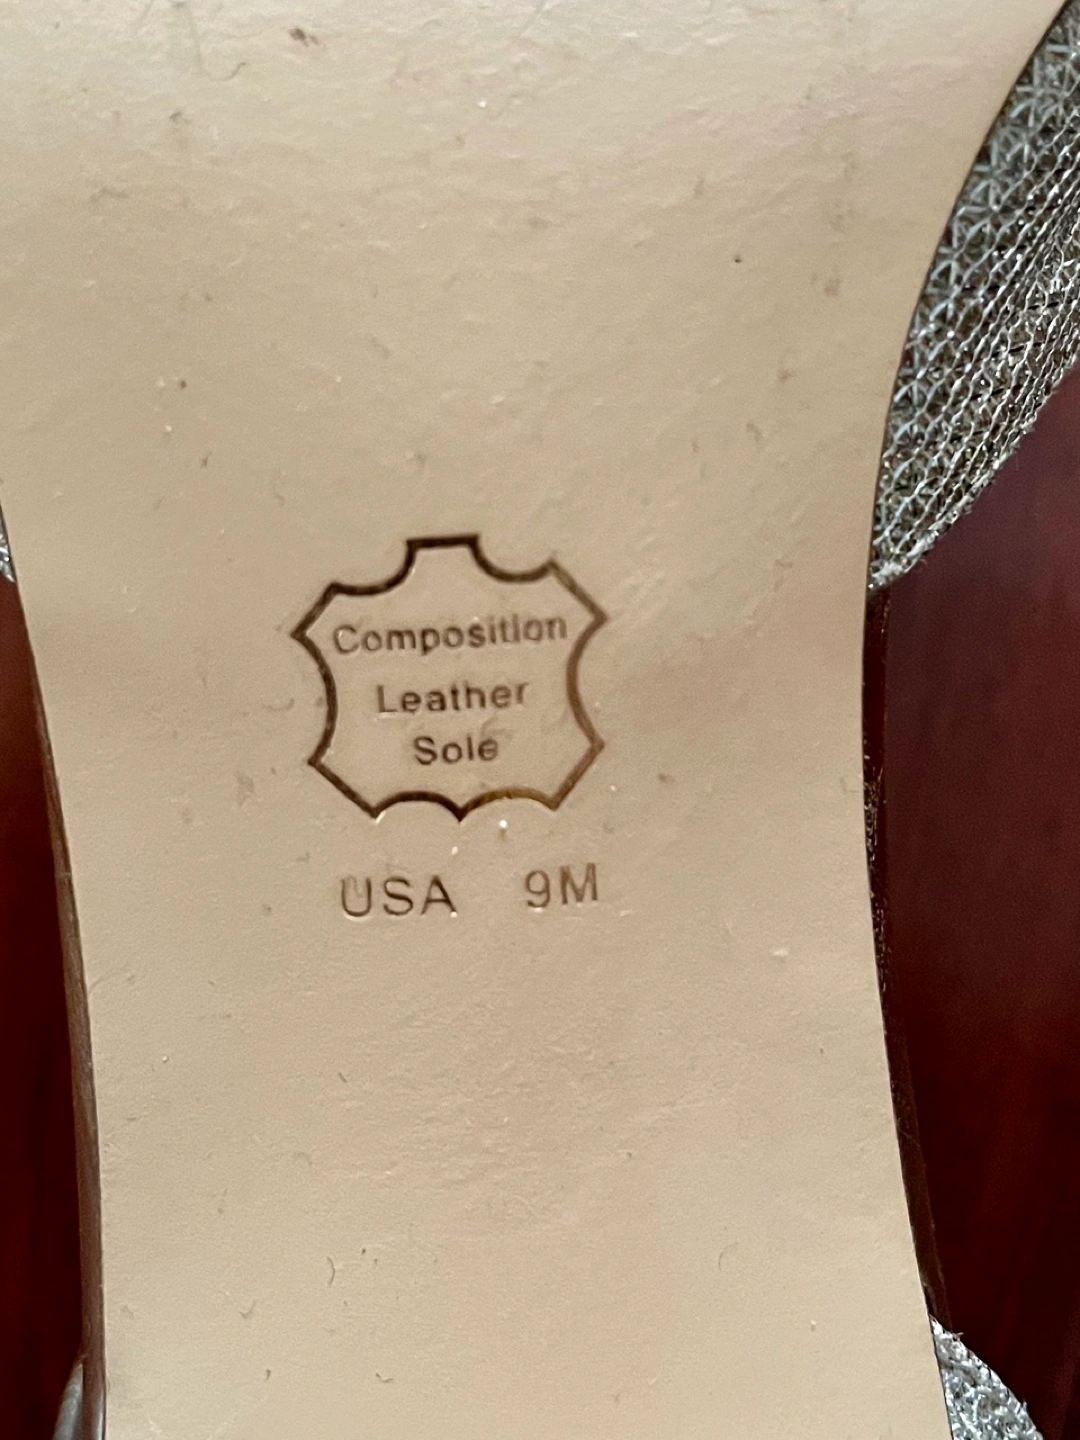 Composition
Leather
Sole
USA 9M